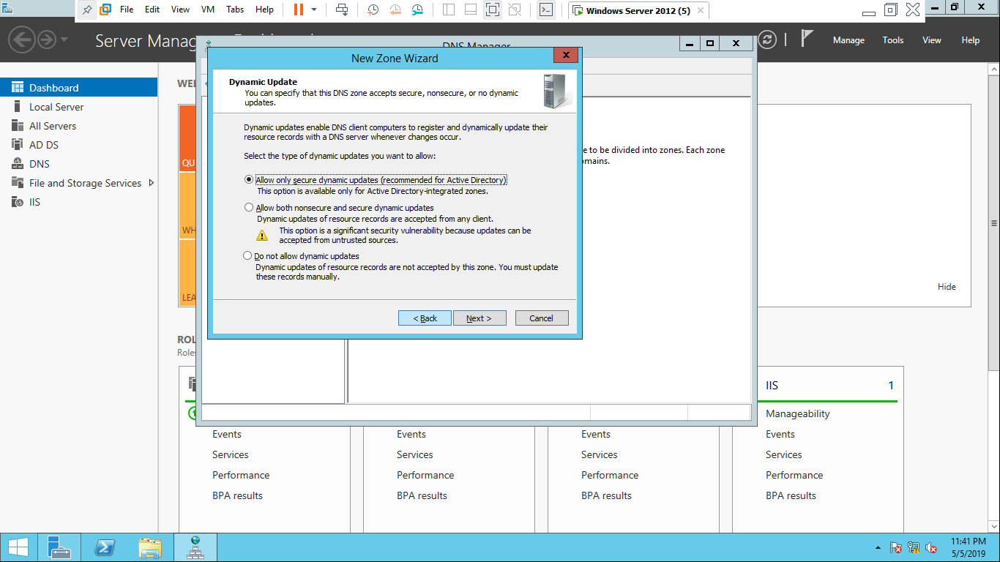 File Edit View VM Tabs Help
Windows Server 2012 (5)
Server Manag
DNS Manager
Manage Tools View Help
New Zone Wizard
Dynamic Update
You can specify that this DNS zone accepts secure, nonsecure, or no dynamic
updates.
Dynamic updates enable DNS client computers to register and dynamically update their
resource records with a DNS server whenever changes occur.
Select the type of dynamic updates you want to allow:
Allow only secure dynamic updates (recommended for Active Directory)
This option is available only for Active Directory-integrated zones.
Allow both nonsecure and secure dynamic updates
Dynamic updates of resource records are accepted from any client.
This option is a significant security vulnerability because updates can be
accepted from untrusted sources.
Do not allow dynamic updates
Dynamic updates of resource records are not accepted by this zone. You must update
these records manually.
< Back Next > Cancel
Dashboard
Local Server
All Servers
AD DS
DNS
File and Storage Services
IIS
WEL
QU
WH
LEA
e to be divided into zones. Each zone
omains.
Hide
ROL
Roles
IIS 1
Manageability
Events Events Events Events
Services Services Services Services
Performance Performance Performance Performance
BPA results BPA results BPA results BPA results
11:41 PM
5/5/2019